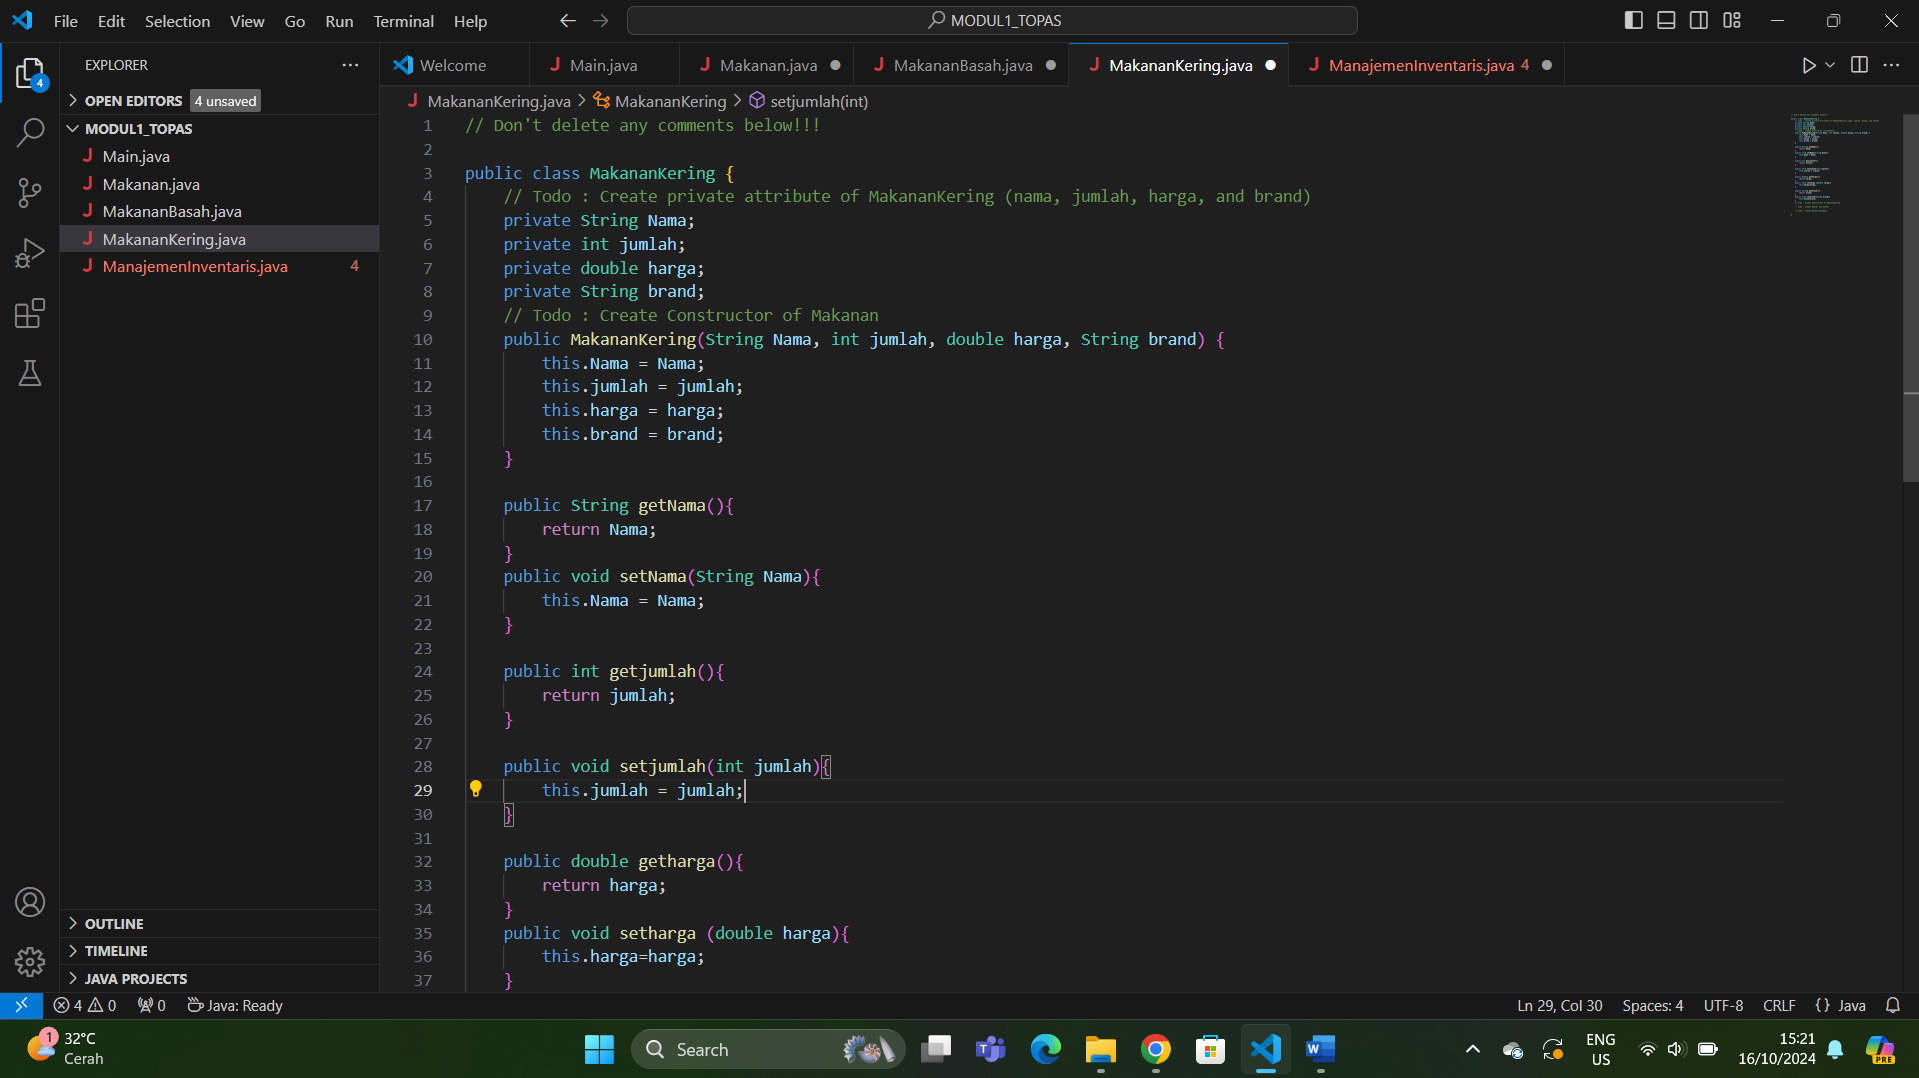 File Edit Selection View Go Run Terminal Help
MODUL1_TOPAS
EXPLORER
OPEN EDITORS 4 unsaved
MODUL1_TOPAS
Main.java
Makanan.java
MakananBasah.java
MakananKering.java
ManajemenInventaris.java 4
OUTLINE
TIMELINE
JAVA PROJECTS
4
Welcome Main.java Makanan.java MakananBasah.java MakananKering.java ManajemenInventaris.java 4
MakananKering.java > MakananKering > setjumlah(int)
1 // Don't delete any comments below!!!
2
3 public class MakananKering {
4 // Todo : Create private attribute of MakananKering (nama, jumlah, harga, and brand)
5 private String Nama;
6 private int jumlah;
7 private double harga;
8 private String brand;
9 // Todo : Create Constructor of Makanan
10 public MakananKering(String Nama, int jumlah, double harga, String brand) {
11 this.Nama = Nama;
12 this.jumlah = jumlah;
13 this.harga = harga;
14 this.brand = brand;
15 }
16
17 public String getNama(){
18 return Nama;
19 }
20 public void setNama(String Nama){
21 this.Nama = Nama;
22 }
23
24 public int getjumlah(){
25 return jumlah;
26 }
27
28 public void setjumlah(int jumlah){
29 this.jumlah = jumlah;
30 }
31
32 public double getharga(){
33 return harga;
34 }
35 public void setharga (double harga){
36 this.harga=harga;
37 }
4 0 0 Java: Ready
Ln 29, Col 30 Spaces: 4 UTF-8 CRLF {} Java
1 32°C
Cerah
Search
ENG
US
15:21
16/10/2024
PRE